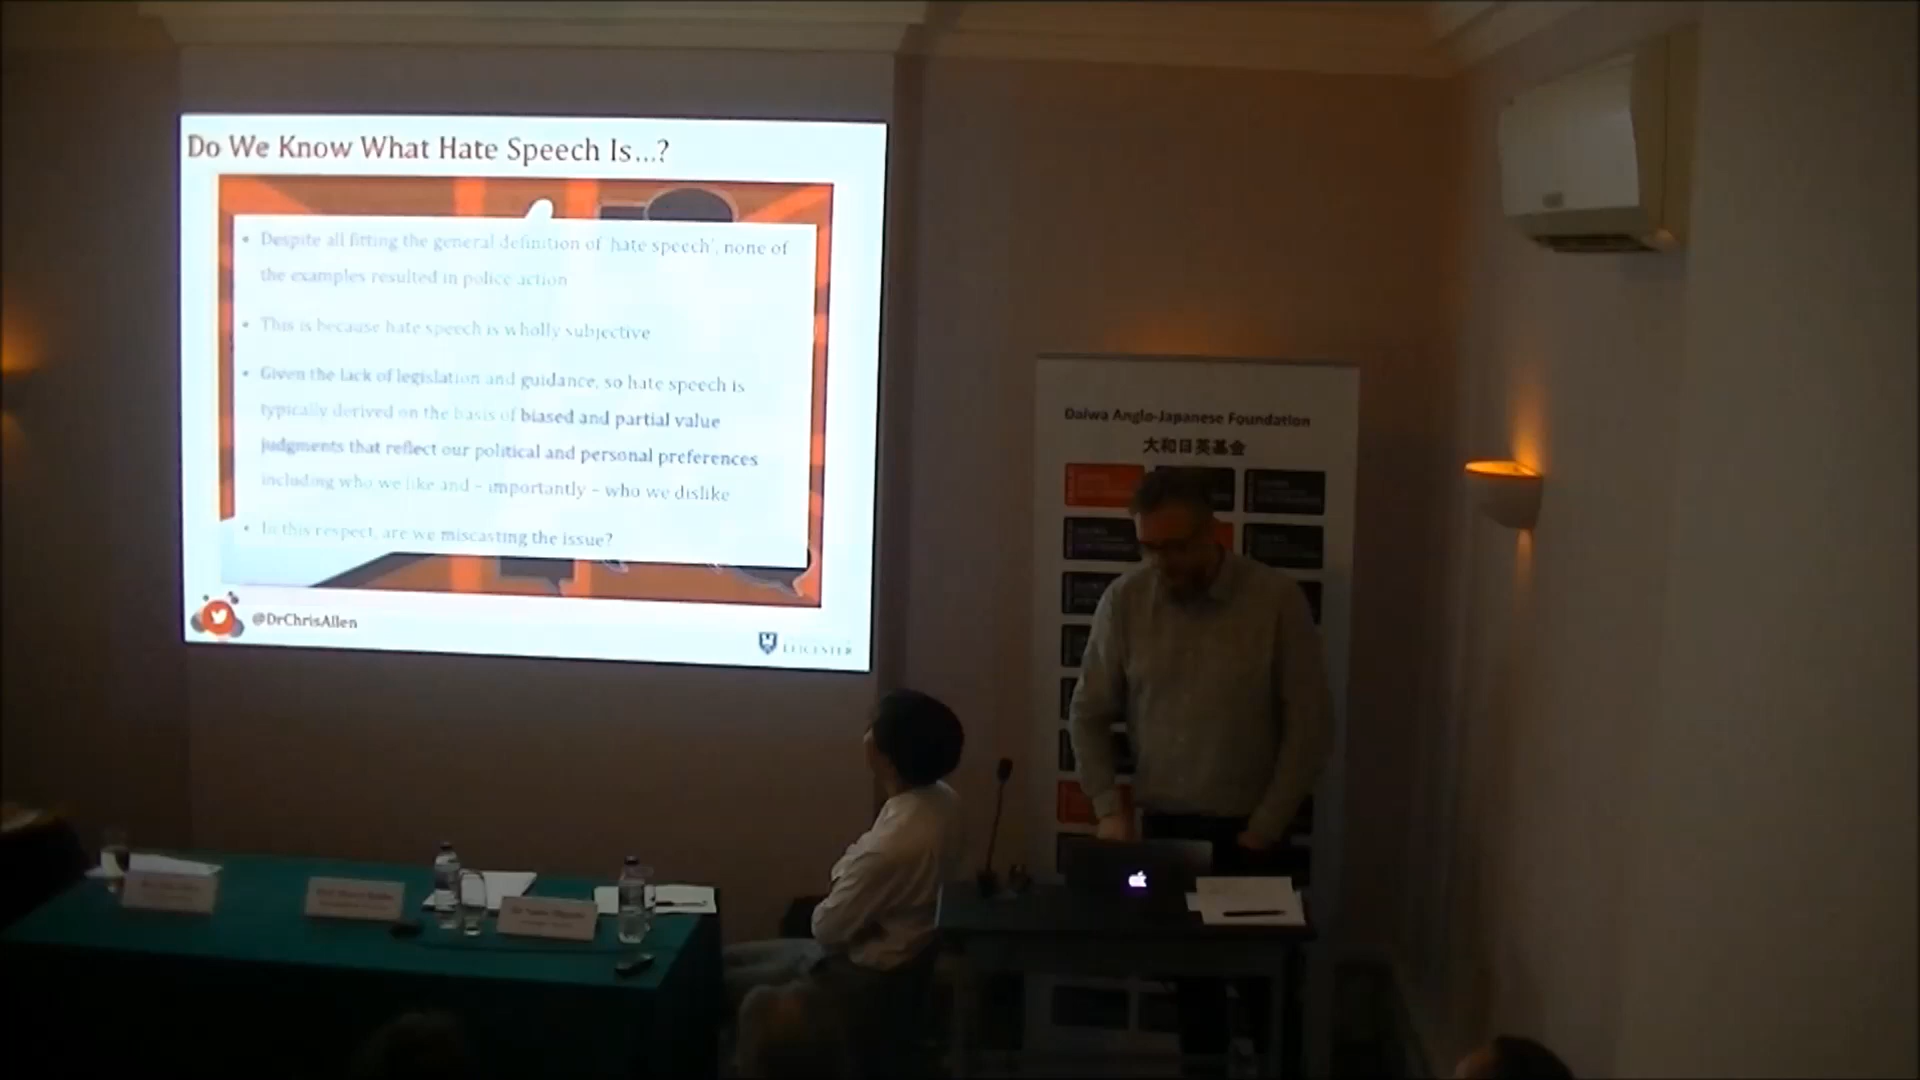 Do We Know What Hate Speech Is...?
• Despite all fitting the general definition of 'hate speech', none of
the examples resulted in police action
• This is because hate speech is wholly subjective
• Given the lack of legislation and guidance, so hate speech is
typically derived on the basis of biased and partial value
judgments that reflect our political and personal preferences
including who we like and – importantly – who we dislike
• In this respect, are we miscasting the issue?
@DrChrisAllen
LEICESTER
Daiwa Anglo-Japanese Foundation
大和日英基金